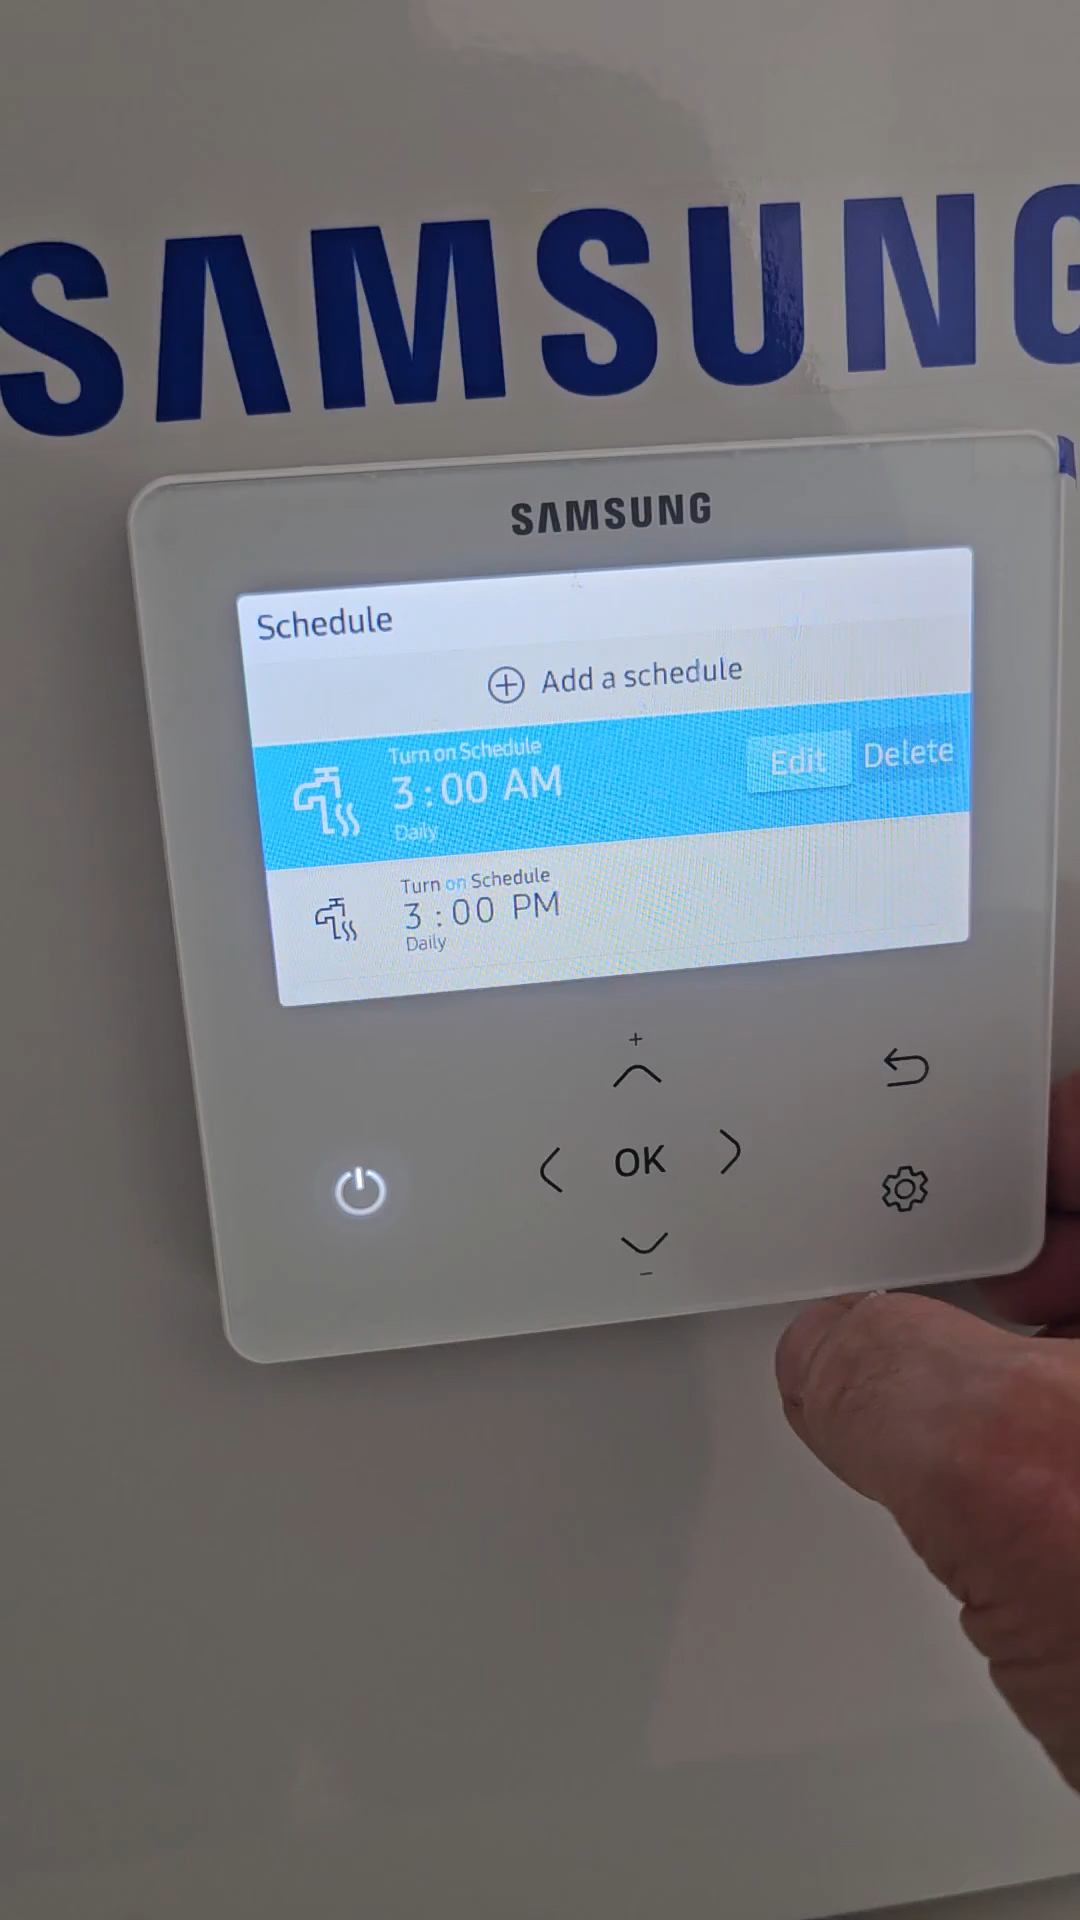 SAMSUNG
SAMSUNG
Schedule
Add a schedule
Turn on Schedule
3:00 AM
Daily
Edit
Delete
Turn on Schedule
3:00 PM
Daily
+
OK
−